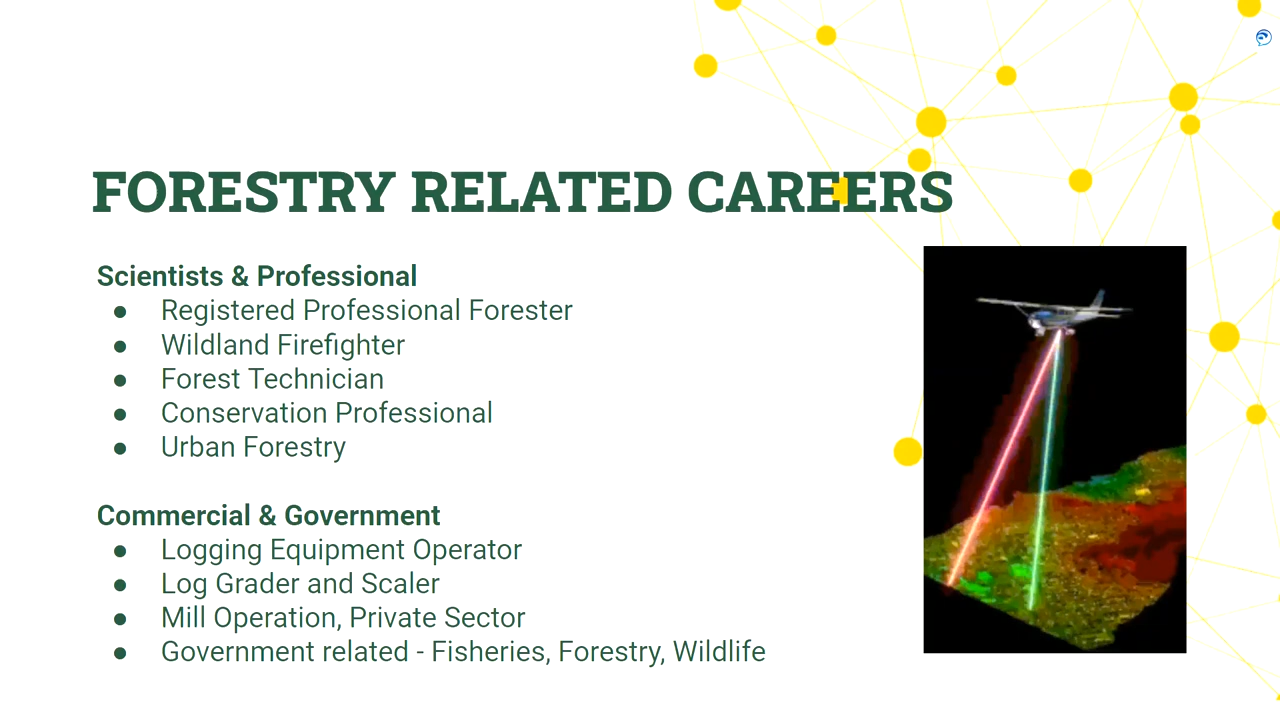 FORESTRY RELATED CAREERS
Scientists & Professional
● Registered Professional Forester
● Wildland Firefighter
● Forest Technician
● Conservation Professional
● Urban Forestry
Commercial & Government
● Logging Equipment Operator
● Log Grader and Scaler
● Mill Operation, Private Sector
● Government related - Fisheries, Forestry, Wildlife